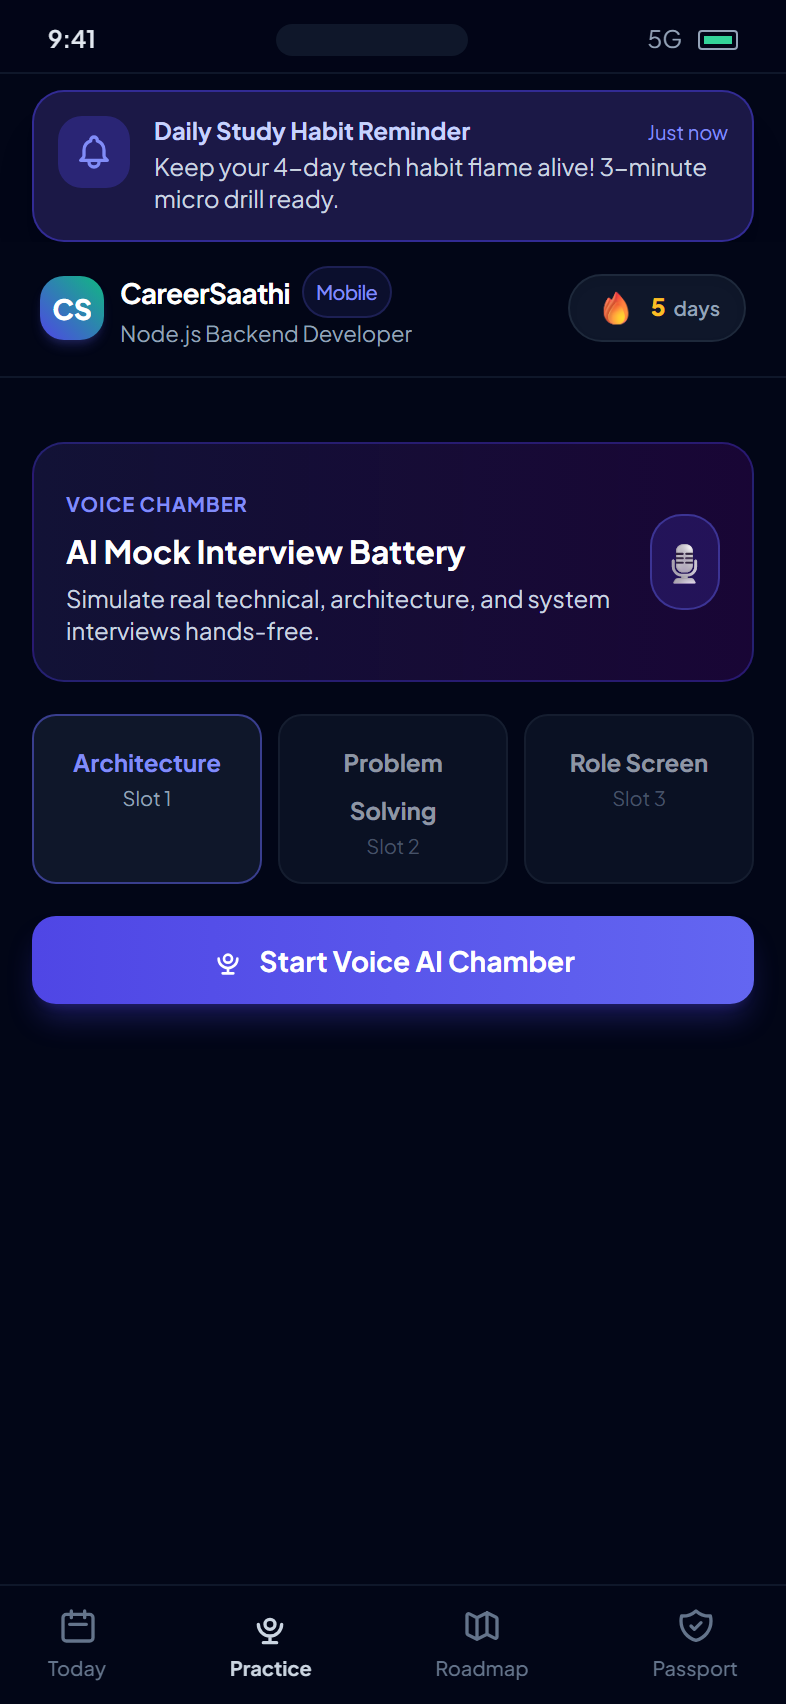 9:41
5G
Daily Study Habit Reminder
Just now
Keep your 4-day tech habit flame alive! 3-minute
micro drill ready.
CS
CareerSaathi
Mobile
Node.js Backend Developer
5 days
VOICE CHAMBER
AI Mock Interview Battery
Simulate real technical, architecture, and system
interviews hands-free.
Architecture
Slot 1
Problem
Solving
Slot 2
Role Screen
Slot 3
Start Voice AI Chamber
Today
Practice
Roadmap
Passport